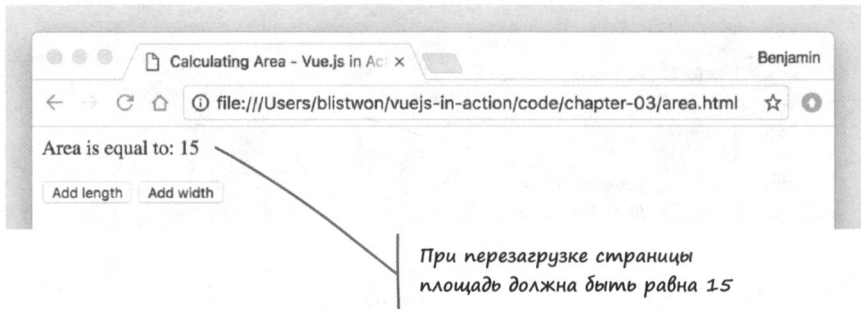 Calculating Area - Vue.js in Ac ×
Benjamin
file:///Users/blistwon/vuejs-in-action/code/chapter-03/area.html
Area is equal to: 15
Add length Add width
При перезагрузке страницы
площадь должна быть равна 15